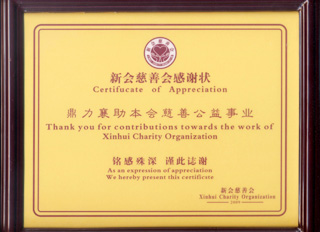 新会慈善会感谢状
Certificate of Appreciation
鼎力襄助本会慈善公益事业
Thank you for contributions towards the work of
Xinhui Charity Organization
铭感殊深 谨此誌谢
As an expression of appreciation
We hereby present this certificate
新会慈善会
Xinhui Charity Organization
2009